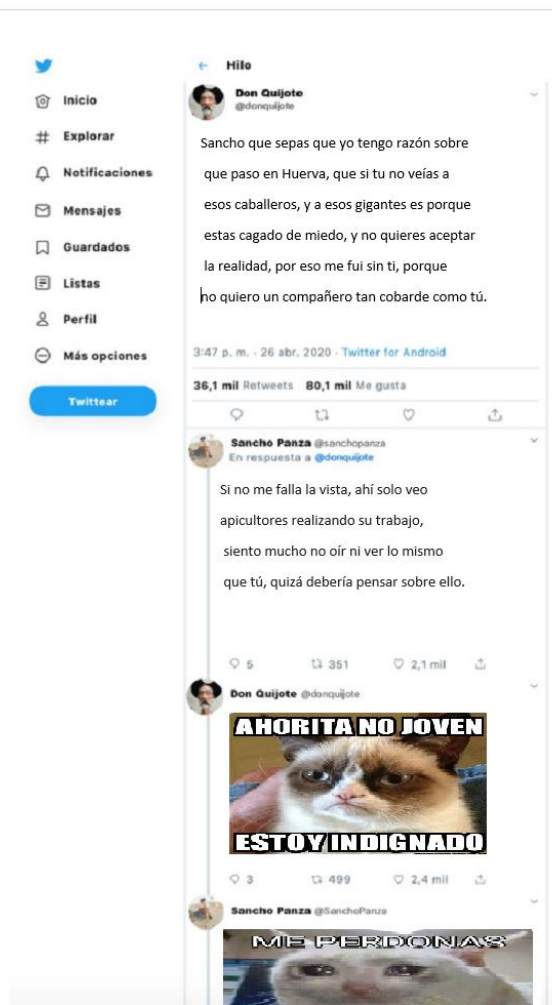 Hilo
Inicio
Explorar
Notificaciones
Mensajes
Guardados
Listas
Perfil
Más opciones
Twittear
Don Quijote
@donquijote
Sancho que sepas que yo tengo razón sobre
que paso en Huerva, que si tu no veías a
esos caballeros, y a esos gigantes es porque
estas cagado de miedo, y no quieres aceptar
la realidad, por eso me fui sin ti, porque
no quiero un compañero tan cobarde como tú.
3:47 p. m. · 26 abr. 2020 · Twitter for Android
36,1 mil Retweets 80,1 mil Me gusta
Sancho Panza @sanchopanza
En respuesta a @donquijote
Si no me falla la vista, ahí solo veo
apicultores realizando su trabajo,
siento mucho no oír ni ver lo mismo
que tú, quizá debería pensar sobre ello.
5 351 2,1 mil
Don Quijote @donquijote
AHORITA NO JOVEN
ESTOY INDIGNADO
3 499 2,4 mil
Sancho Panza @SanchoPanza
ME PERDONAS